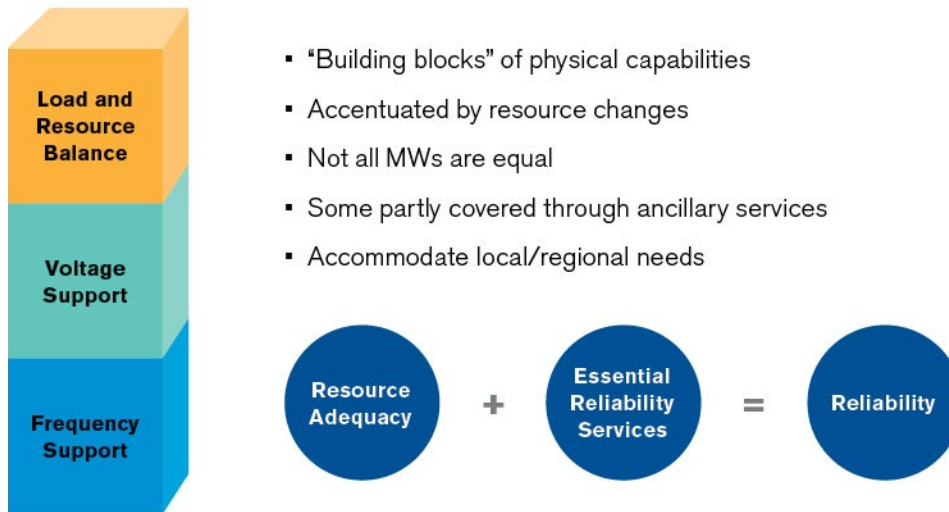 Load and
Resource
Balance
Voltage
Support
Frequency
Support
▪ “Building blocks” of physical capabilities
▪ Accentuated by resource changes
▪ Not all MWs are equal
▪ Some partly covered through ancillary services
▪ Accommodate local/regional needs
Resource
Adequacy
+
Essential
Reliability
Services
=
Reliability